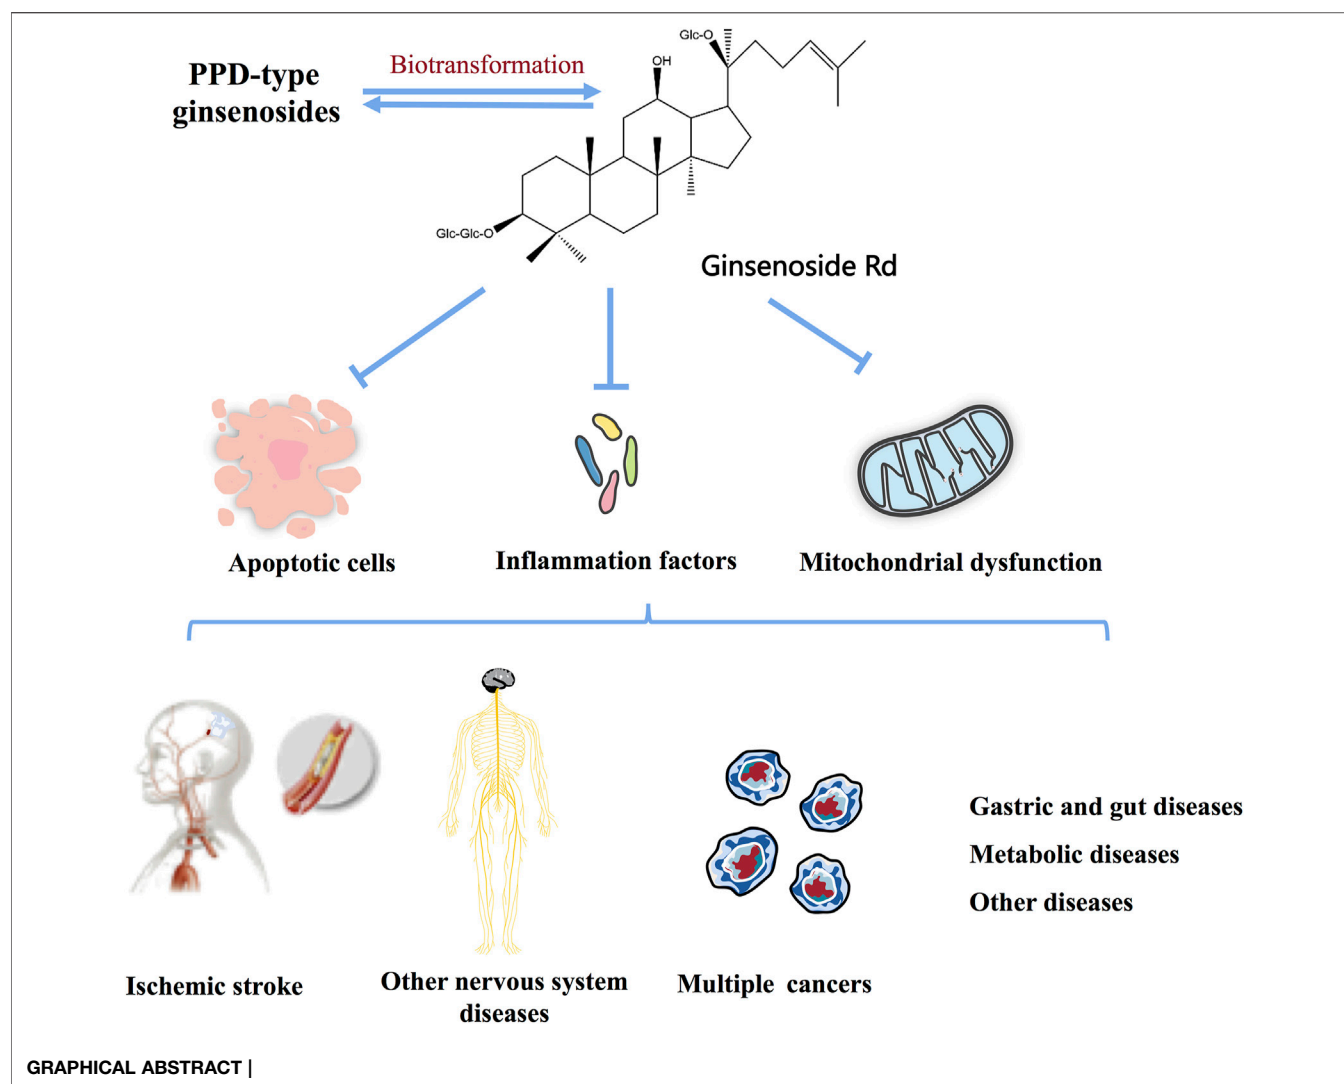 PPD-type
ginsenosides
Biotransformation
Glc-O
OH
Glc-Glc-O
Ginsenoside Rd
Apoptotic cells
Inflammation factors
Mitochondrial dysfunction
Gastric and gut diseases
Metabolic diseases
Other diseases
Ischemic stroke
Other nervous system
diseases
Multiple cancers
GRAPHICAL ABSTRACT |